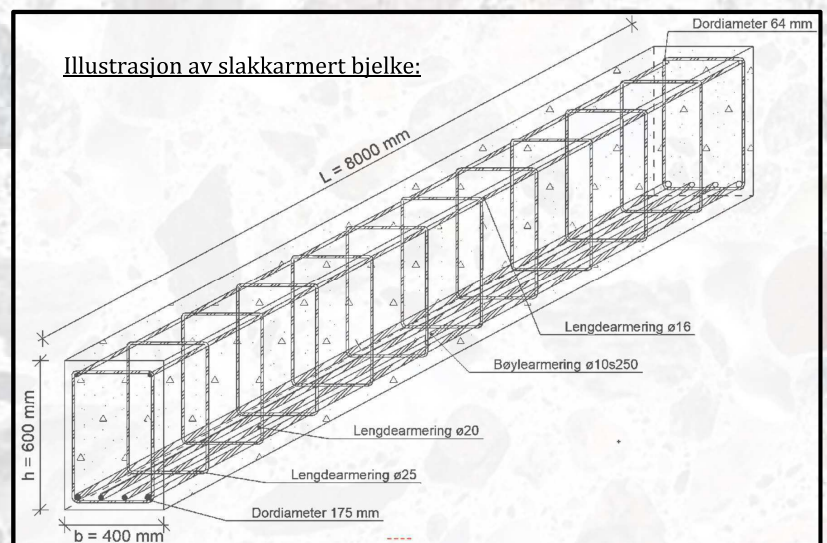 Dordiameter 64 mm
Illustrasjon av slakkarmert bjelke:
L = 8000 mm
Lengdearmering ø16
Bøylearmering ø10s250
h = 600 mm
Lengdearmering ø20
Lengdearmering ø25
Dordiameter 175 mm
b = 400 mm